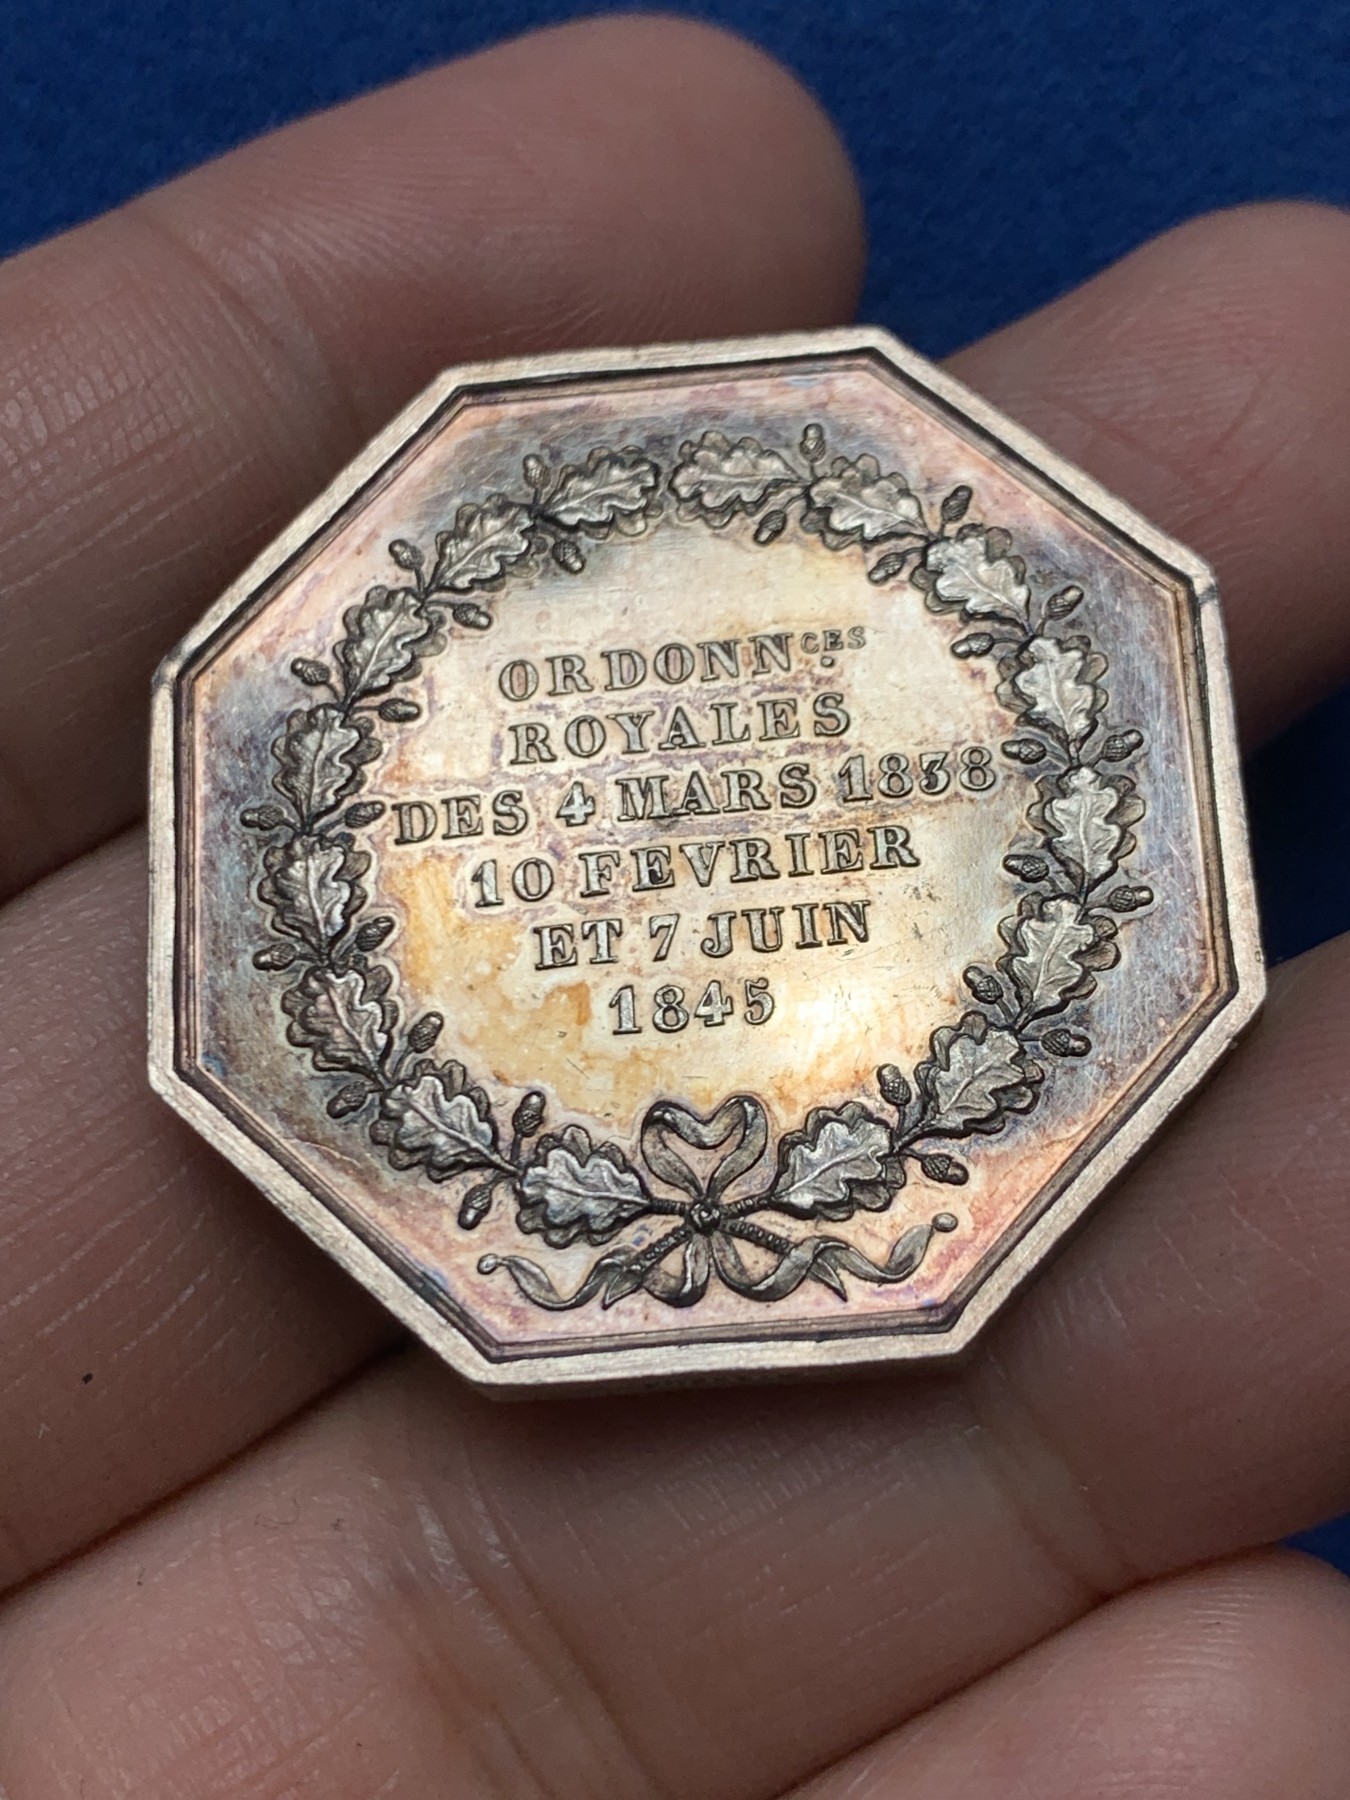 ORDONNCES
ROYALES
DES 4 MARS 1838
10 FEVRIER
ET 7 JUIN
1845